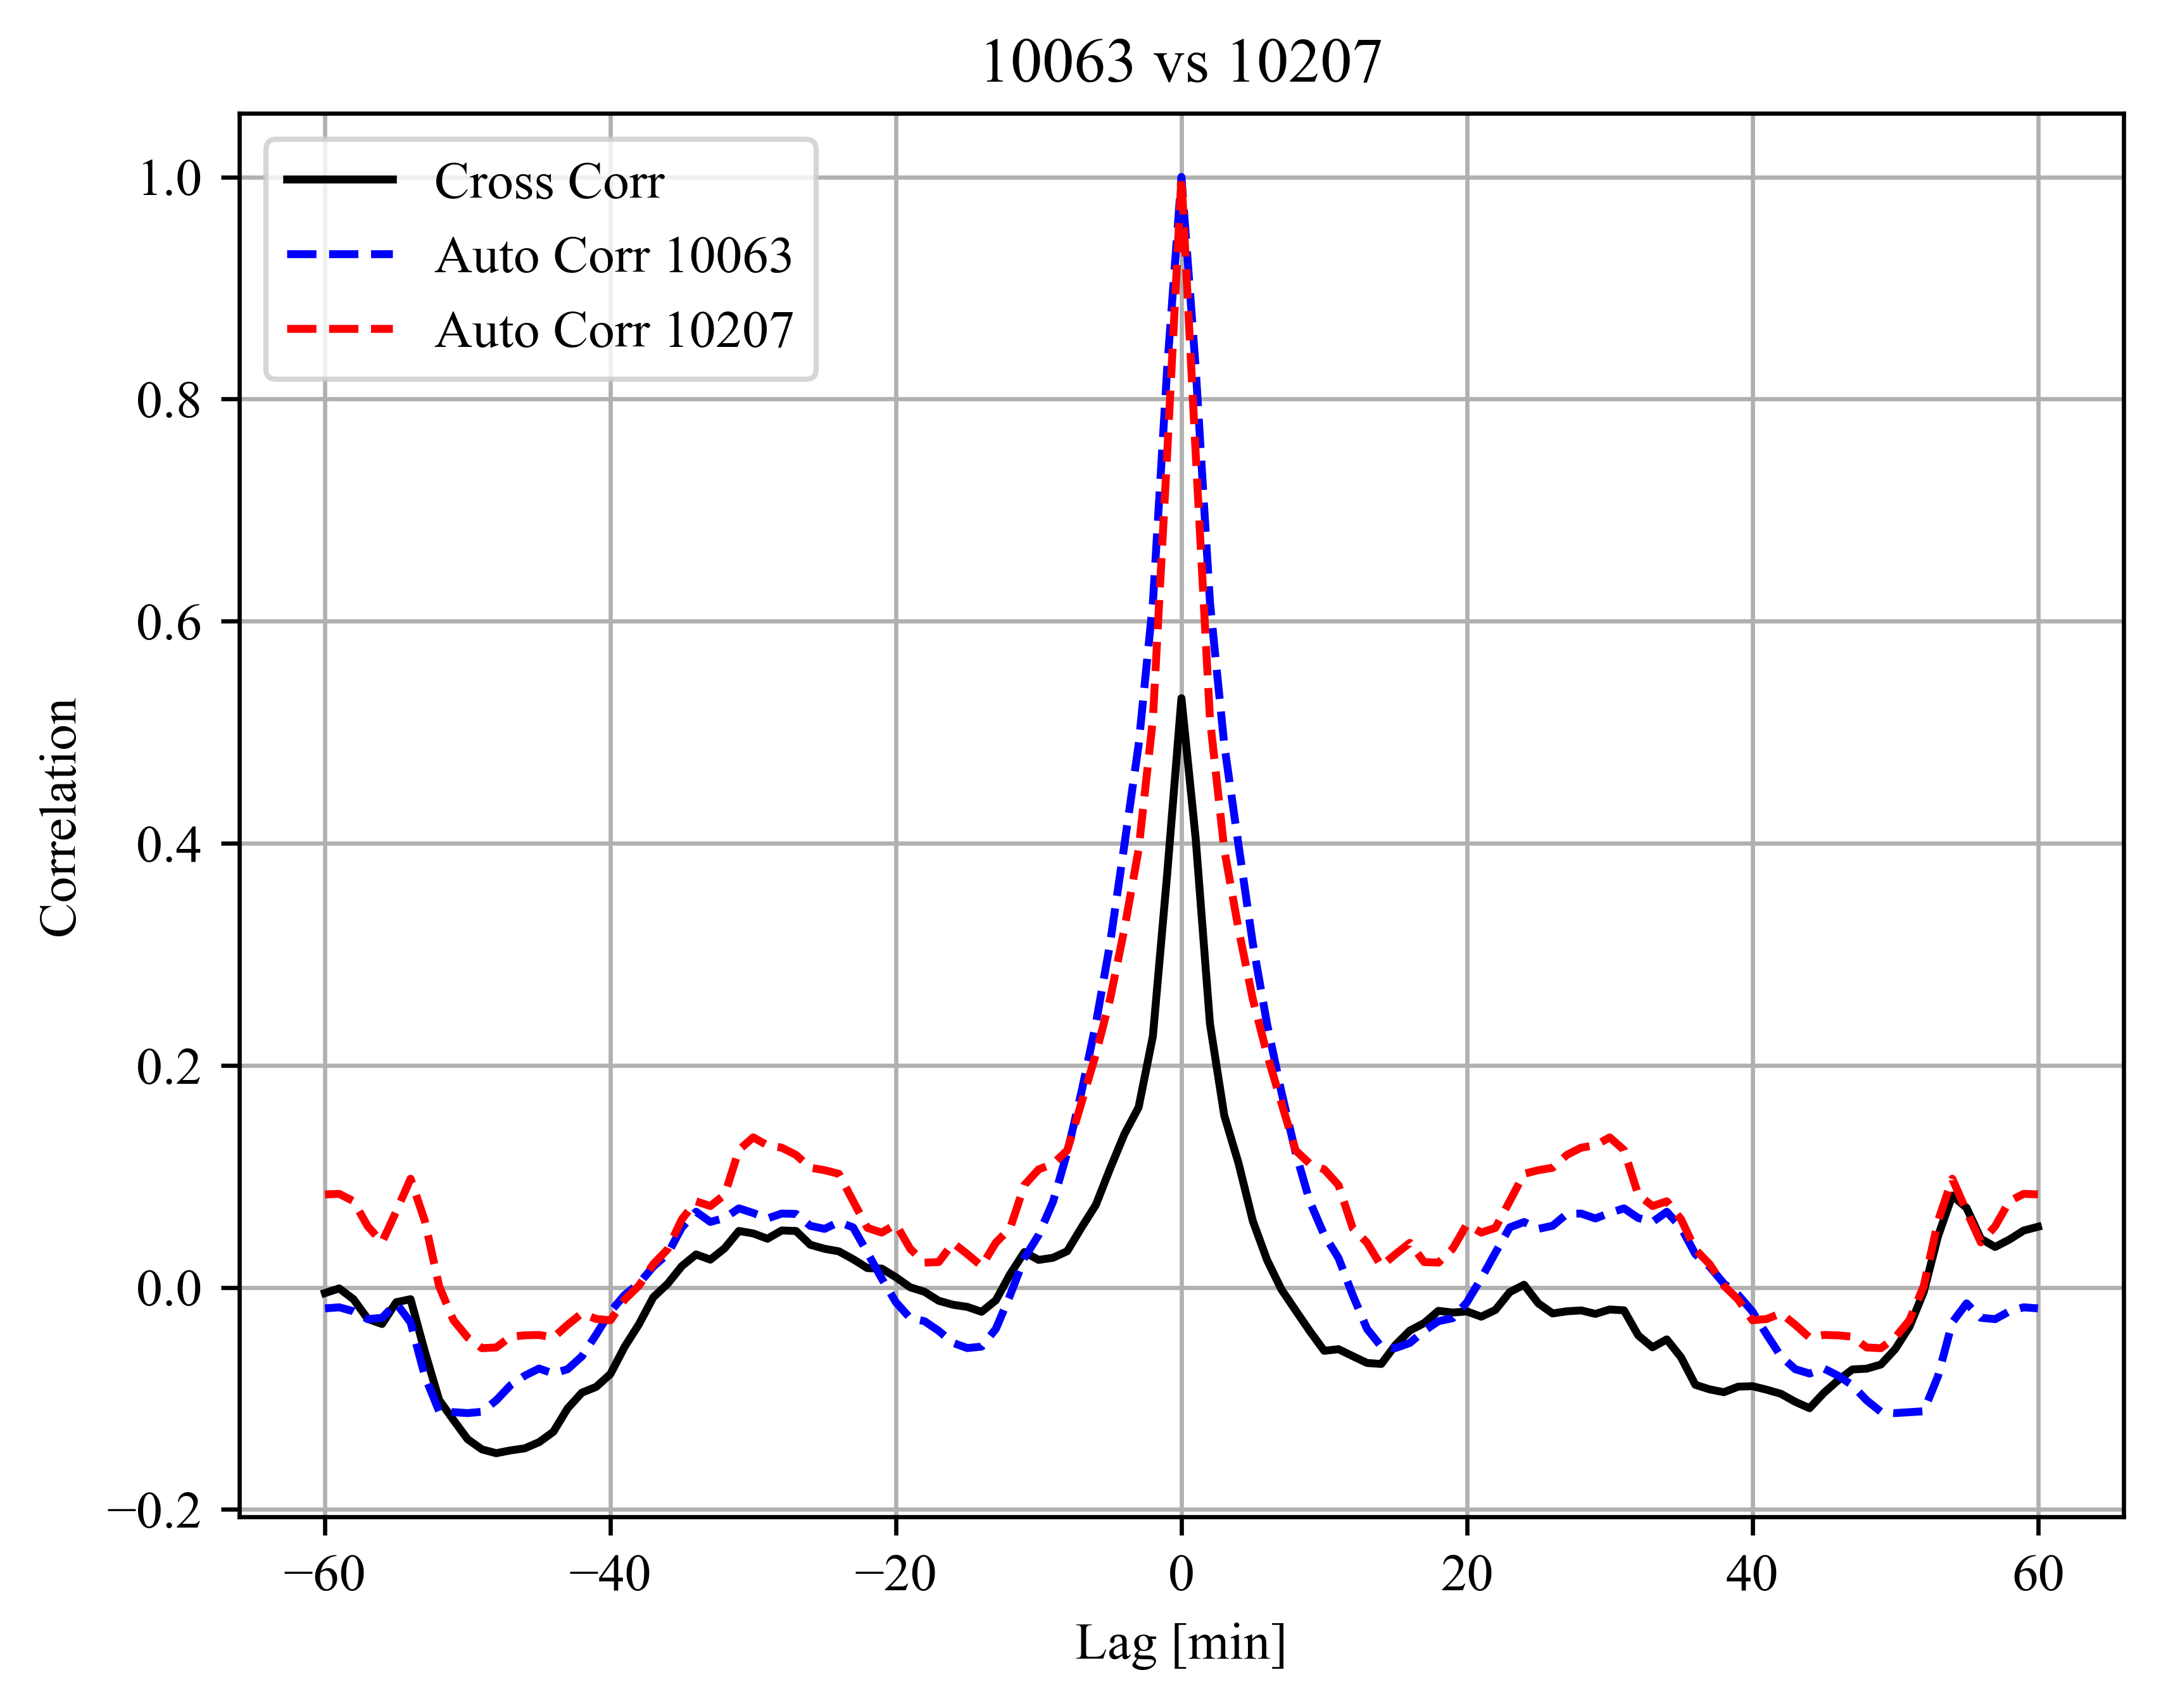 10063 vs 10207
Cross Corr
Auto Corr 10063
Auto Corr 10207
1.0
0.8
0.6
0.4
0.2
0.0
−0.2
Correlation
−60 −40 −20 0 20 40 60
Lag [min]